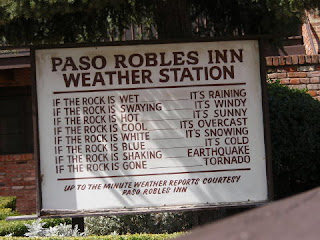 PASO ROBLES INN
WEATHER STATION
IF THE ROCK IS WET IT'S RAINING
IF THE ROCK IS SWAYING IT'S WINDY
IF THE ROCK IS HOT IT'S SUNNY
IF THE ROCK IS COOL IT'S OVERCAST
IF THE ROCK IS WHITE IT'S SNOWING
IF THE ROCK IS BLUE IT'S COLD
IF THE ROCK IS SHAKING EARTHQUAKE
IF THE ROCK IS GONE TORNADO
UP TO THE MINUTE WEATHER REPORTS COURTESY
PASO ROBLES INN